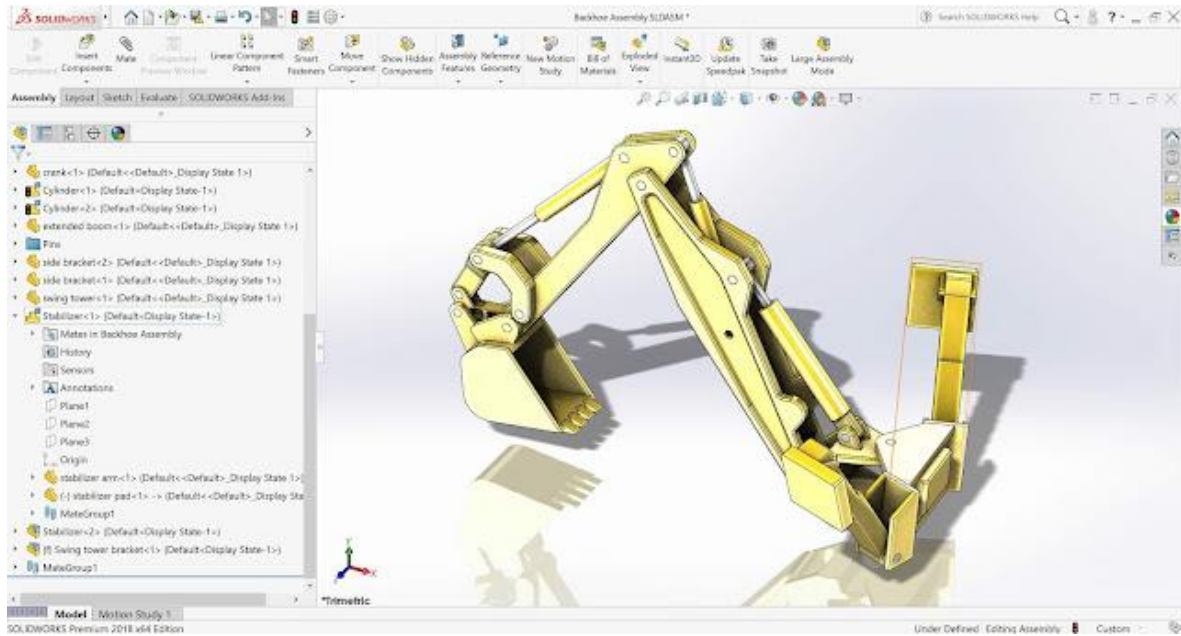 SOLIDWORKS
Backhoe Assembly.SLDASM *
Search SOLIDWORKS Help
Edit Component
Insert Components
Mate
Component Preview Window
Linear Component Pattern
Smart Fasteners
Move Component
Show Hidden Components
Assembly Features
Reference Geometry
New Motion Study
Bill of Materials
Exploded View
Instant3D
Update Speedpak
Take Snapshot
Large Assembly Mode
Assembly Layout Sketch Evaluate SOLIDWORKS Add-Ins
crank<1> (Default<<Default>_Display State 1>)
Cylinder<1> (Default<Display State-1>)
Cylinder<2> (Default<Display State-1>)
extended boom<1> (Default<<Default>_Display State 1>)
Pins
side bracket<2> (Default<<Default>_Display State 1>)
side bracket<1> (Default<<Default>_Display State 1>)
swing tower<1> (Default<<Default>_Display State 1>)
Stabilizer<1> (Default<Display State-1>)
Mates in Backhoe Assembly
History
Sensors
Annotations
Plane1
Plane2
Plane3
Origin
stabilizer arm<1> (Default<<Default>_Display State 1>)
(-) stabilizer pad<1> -> (Default<<Default>_Display Sta
MateGroup1
Stabilizer<2> (Default<Display State-1>)
(f) Swing tower bracket<1> (Default<Display State-1>)
MateGroup1
*Trimetric
Model Motion Study 1
SOLIDWORKS Premium 2018 x64 Edition
Under Defined Editing Assembly Custom